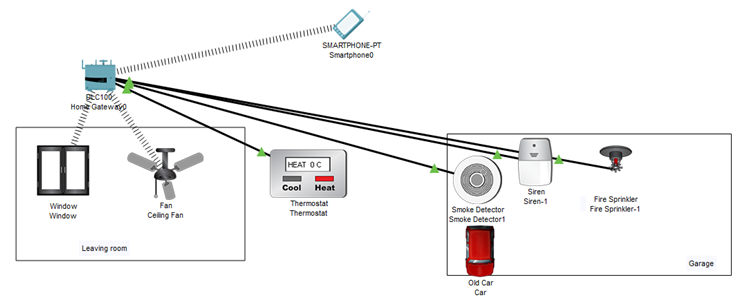 SMARTPHONE-PT
Smartphone0
DLC100
Home Gateway0
Window
Window
Fan
Ceiling Fan
Leaving room
HEAT 0 C
Cool Heat
Thermostat
Thermostat
Smoke Detector
Smoke Detector1
Siren
Siren-1
Fire Sprinkler
Fire Sprinkler-1
Old Car
Car
Garage